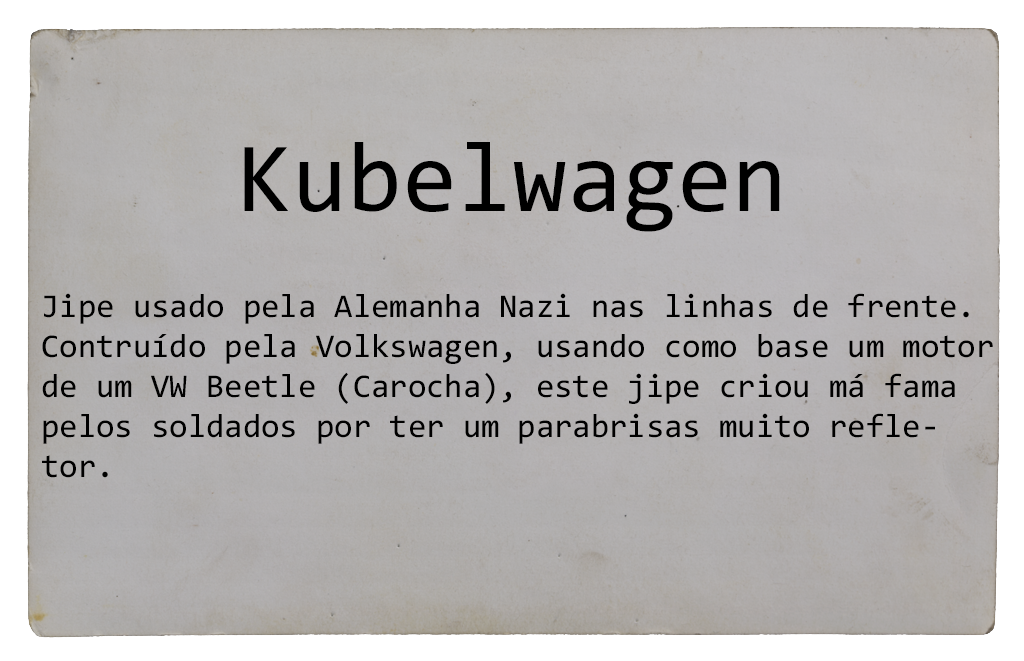 Kubelwagen
Jipe usado pela Alemanha Nazi nas linhas de frente.
Contruído pela Volkswagen, usando como base um motor
de um VW Beetle (Carocha), este jipe criou má fama
pelos soldados por ter um parabrisas muito refle-
tor.